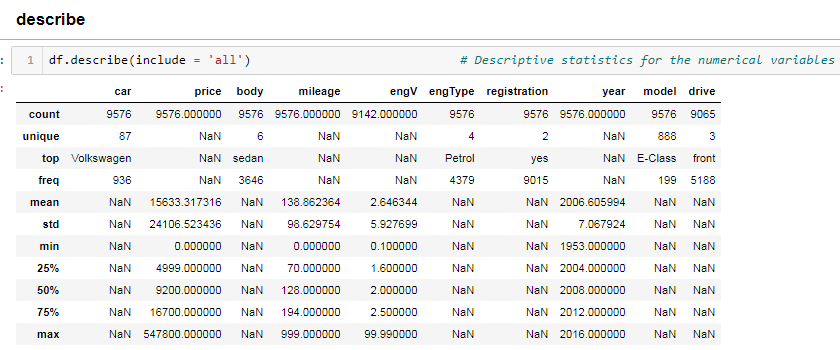 describe
: 1 df.describe(include = 'all') # Descriptive statistics for the numerical variables
:
car price body mileage engV engType registration year model drive
count 9576 9576.000000 9576 9576.000000 9142.000000 9576 9576 9576.000000 9576 9065
unique 87 NaN 6 NaN NaN 4 2 NaN 888 3
top Volkswagen NaN sedan NaN NaN Petrol yes NaN E-Class front
freq 936 NaN 3646 NaN NaN 4379 9015 NaN 199 5188
mean NaN 15633.317316 NaN 138.862364 2.646344 NaN NaN 2006.605994 NaN NaN
std NaN 24106.523436 NaN 98.629754 5.927699 NaN NaN 7.067924 NaN NaN
min NaN 0.000000 NaN 0.000000 0.100000 NaN NaN 1953.000000 NaN NaN
25% NaN 4999.000000 NaN 70.000000 1.600000 NaN NaN 2004.000000 NaN NaN
50% NaN 9200.000000 NaN 128.000000 2.000000 NaN NaN 2008.000000 NaN NaN
75% NaN 16700.000000 NaN 194.000000 2.500000 NaN NaN 2012.000000 NaN NaN
max NaN 547800.000000 NaN 999.000000 99.990000 NaN NaN 2016.000000 NaN NaN